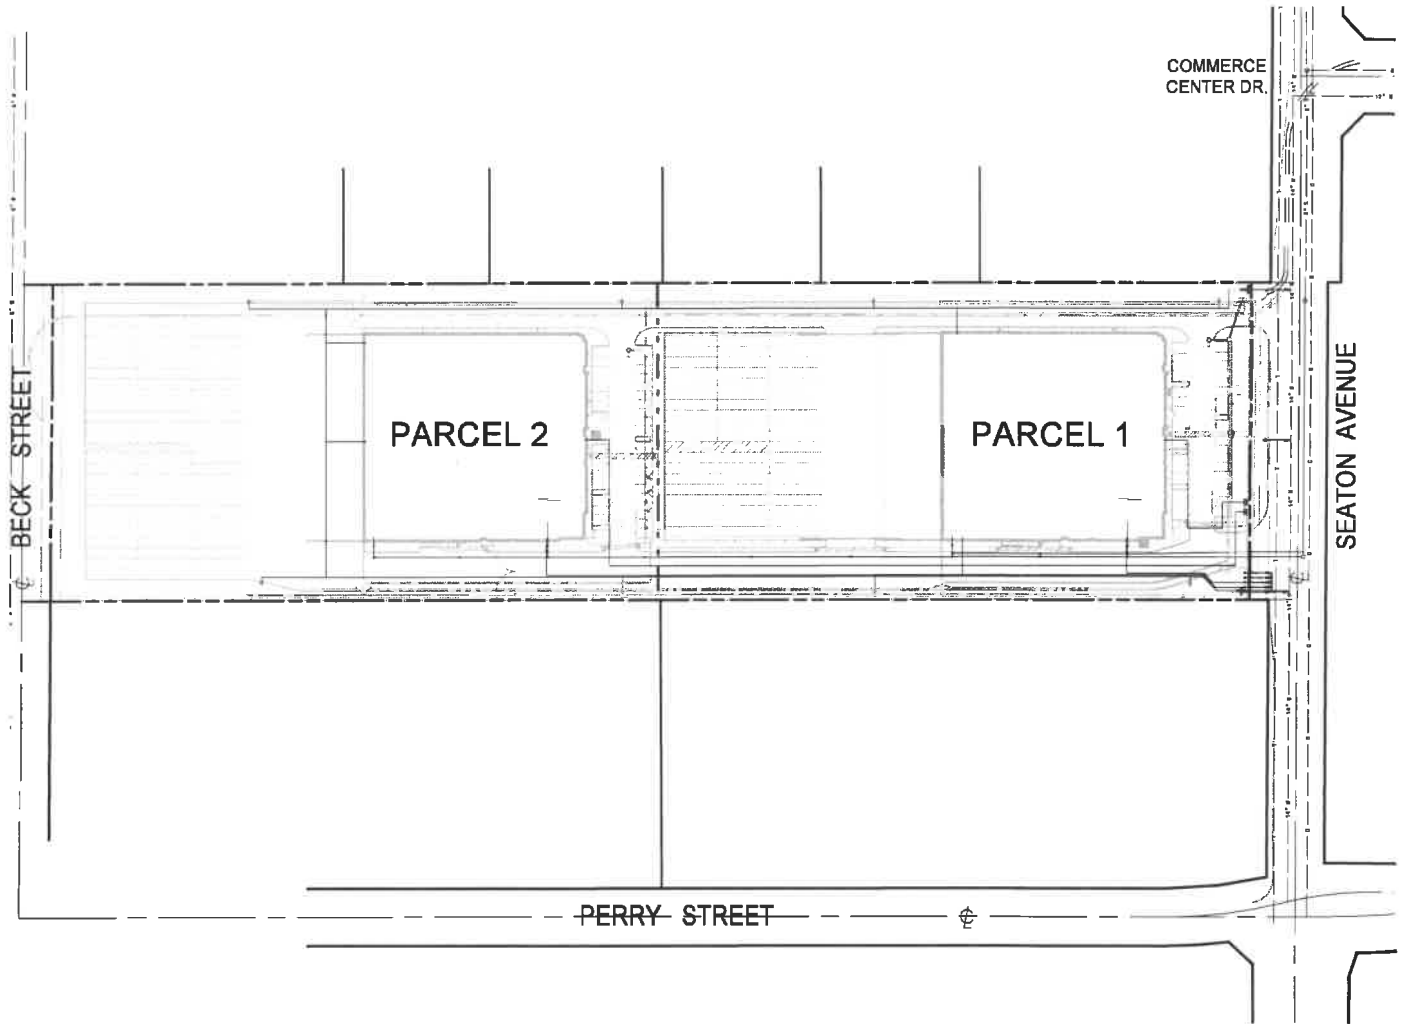 COMMERCE
CENTER DR.
PARCEL 2
PARCEL 1
BECK STREET
SEATON AVENUE
PERRY STREET